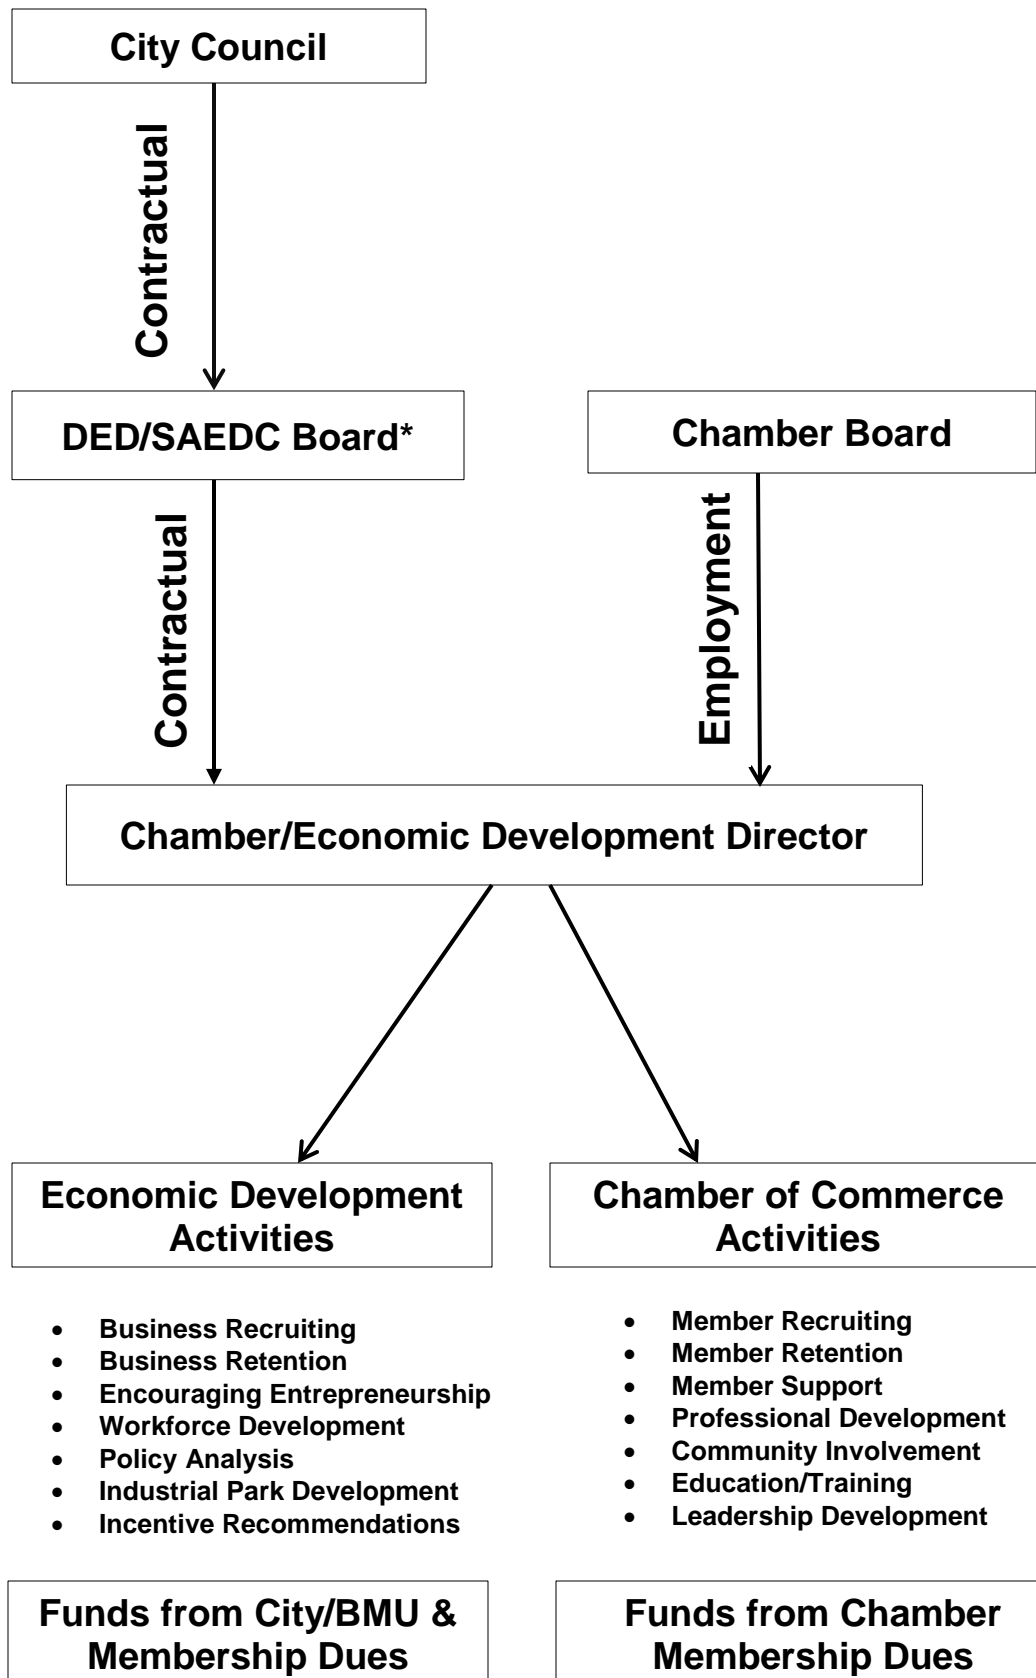 City Council
Contractual
DED/SAEDC Board*
Chamber Board
Contractual
Employment
Chamber/Economic Development Director
Economic Development
Activities
Chamber of Commerce
Activities
• Business Recruiting
• Business Retention
• Encouraging Entrepreneurship
• Workforce Development
• Policy Analysis
• Industrial Park Development
• Incentive Recommendations
• Member Recruiting
• Member Retention
• Member Support
• Professional Development
• Community Involvement
• Education/Training
• Leadership Development
Funds from City/BMU &
Membership Dues
Funds from Chamber
Membership Dues